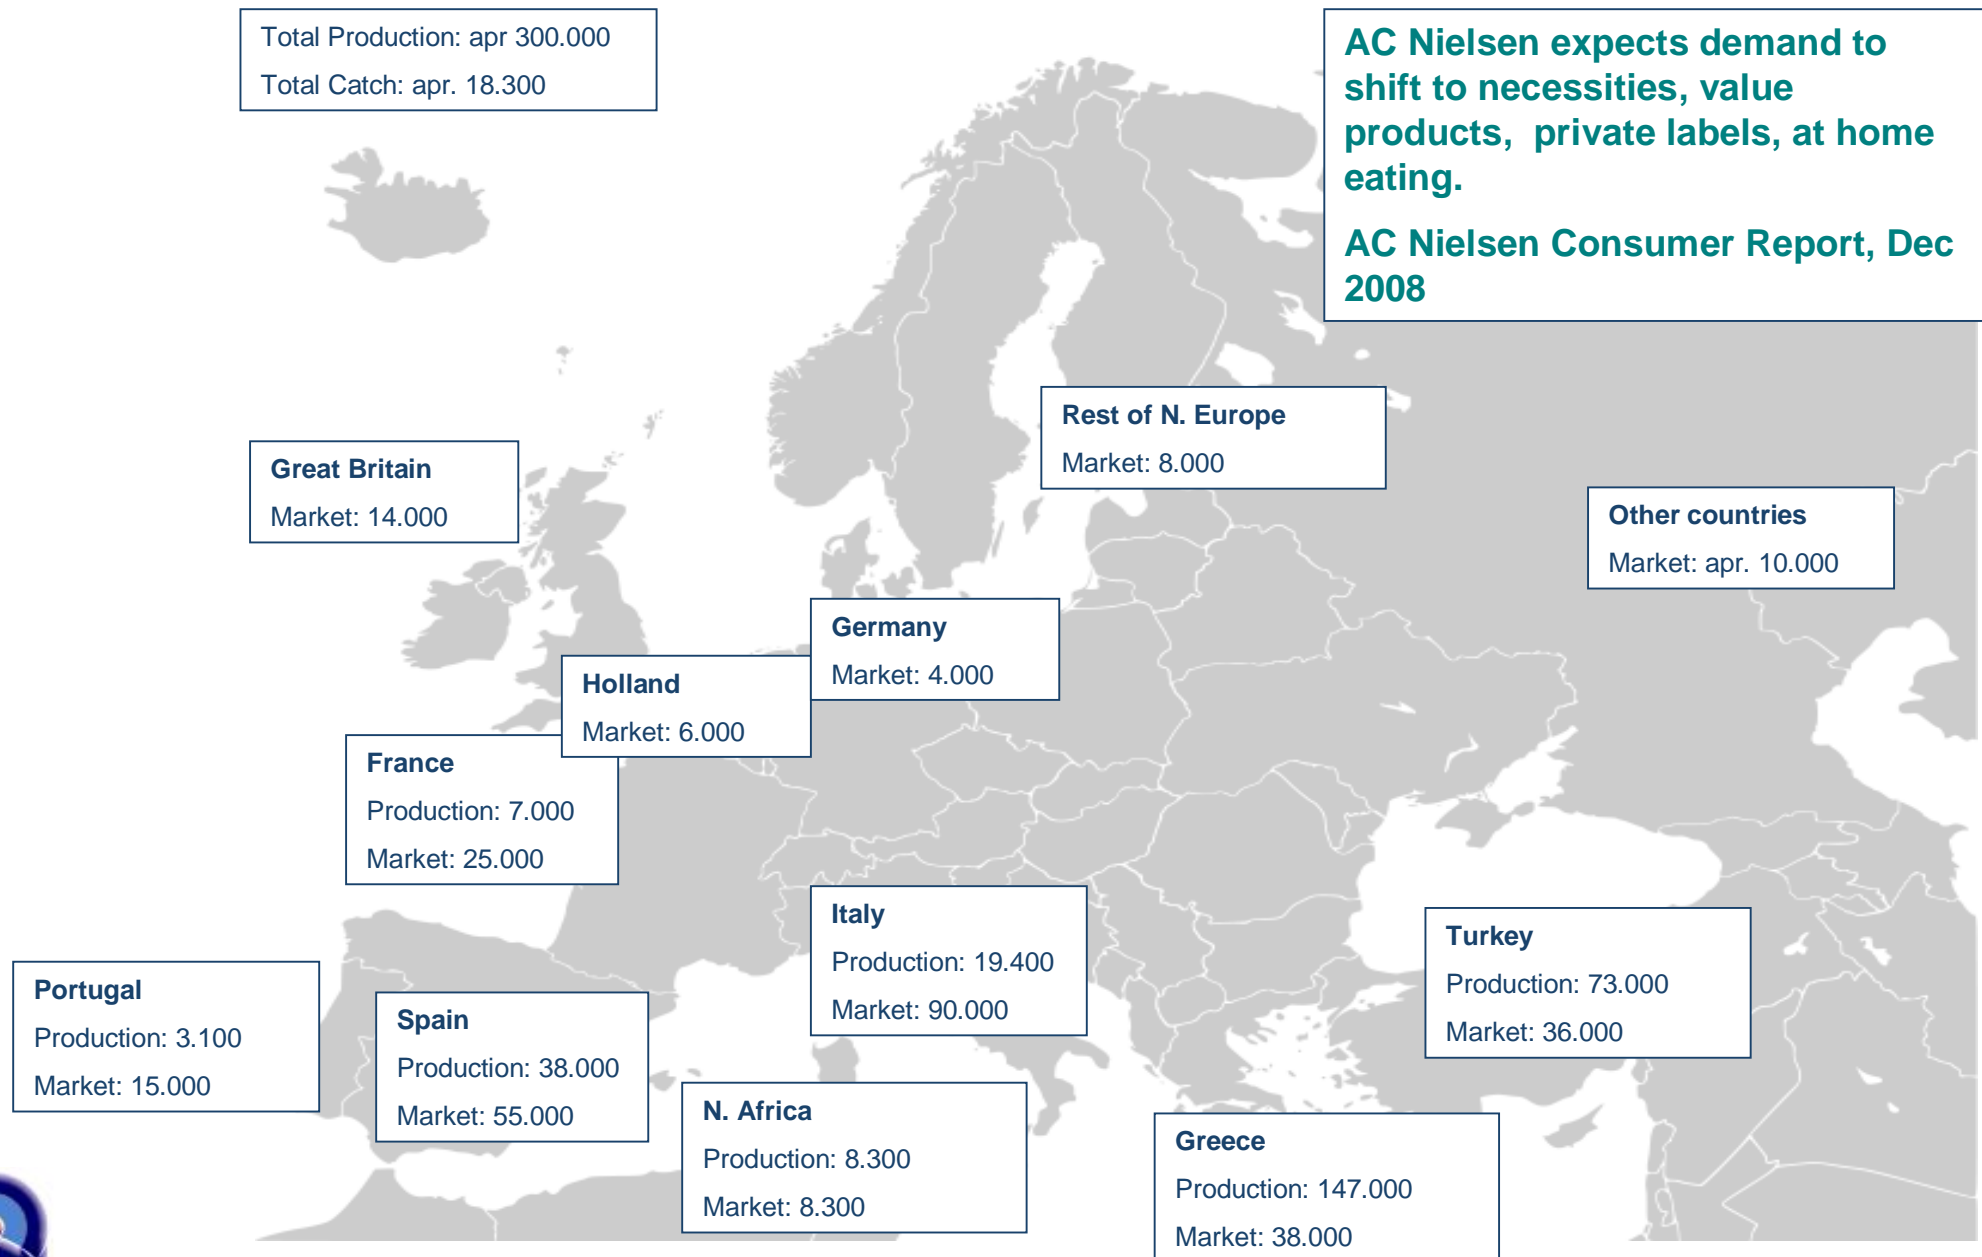 Total Production: apr 300.000
Total Catch: apr. 18.300
AC Nielsen expects demand to
shift to necessities, value
products, private labels, at home
eating.
AC Nielsen Consumer Report, Dec
2008
Rest of N. Europe
Market: 8.000
Great Britain
Market: 14.000
Other countries
Market: apr. 10.000
Germany
Market: 4.000
Holland
Market: 6.000
France
Production: 7.000
Market: 25.000
Italy
Production: 19.400
Market: 90.000
Turkey
Production: 73.000
Market: 36.000
Portugal
Production: 3.100
Market: 15.000
Spain
Production: 38.000
Market: 55.000
N. Africa
Production: 8.300
Market: 8.300
Greece
Production: 147.000
Market: 38.000